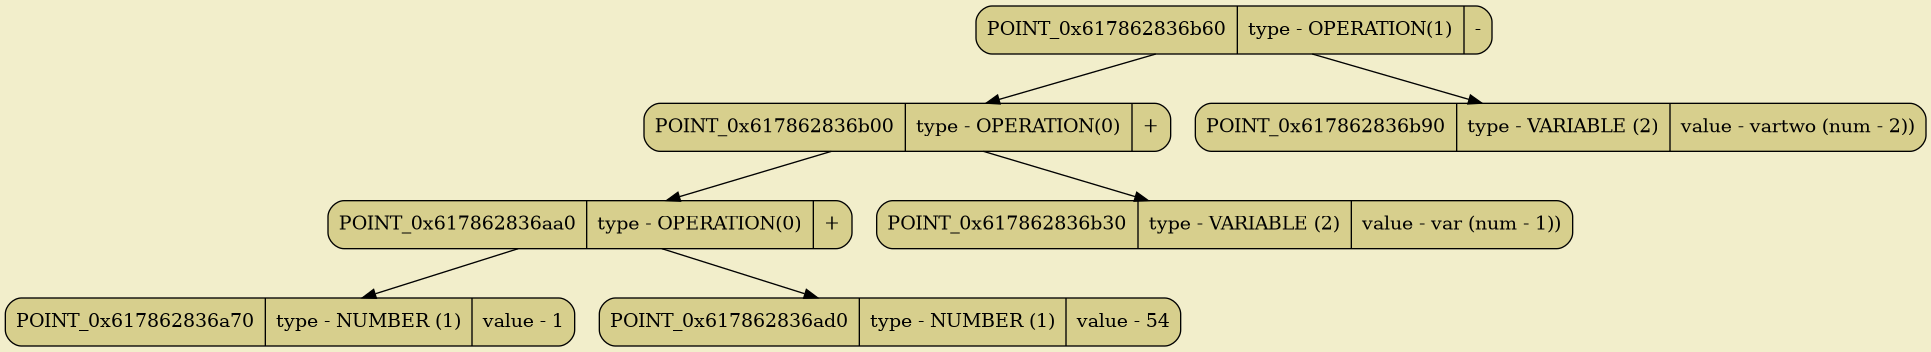 POINT_0x617862836b60 type - OPERATION(1) -
POINT_0x617862836b00 type - OPERATION(0) + POINT_0x617862836b90 type - VARIABLE (2) value - vartwo (num - 2))
POINT_0x617862836aa0 type - OPERATION(0) + POINT_0x617862836b30 type - VARIABLE (2) value - var (num - 1))
POINT_0x617862836a70 type - NUMBER (1) value - 1 POINT_0x617862836ad0 type - NUMBER (1) value - 54